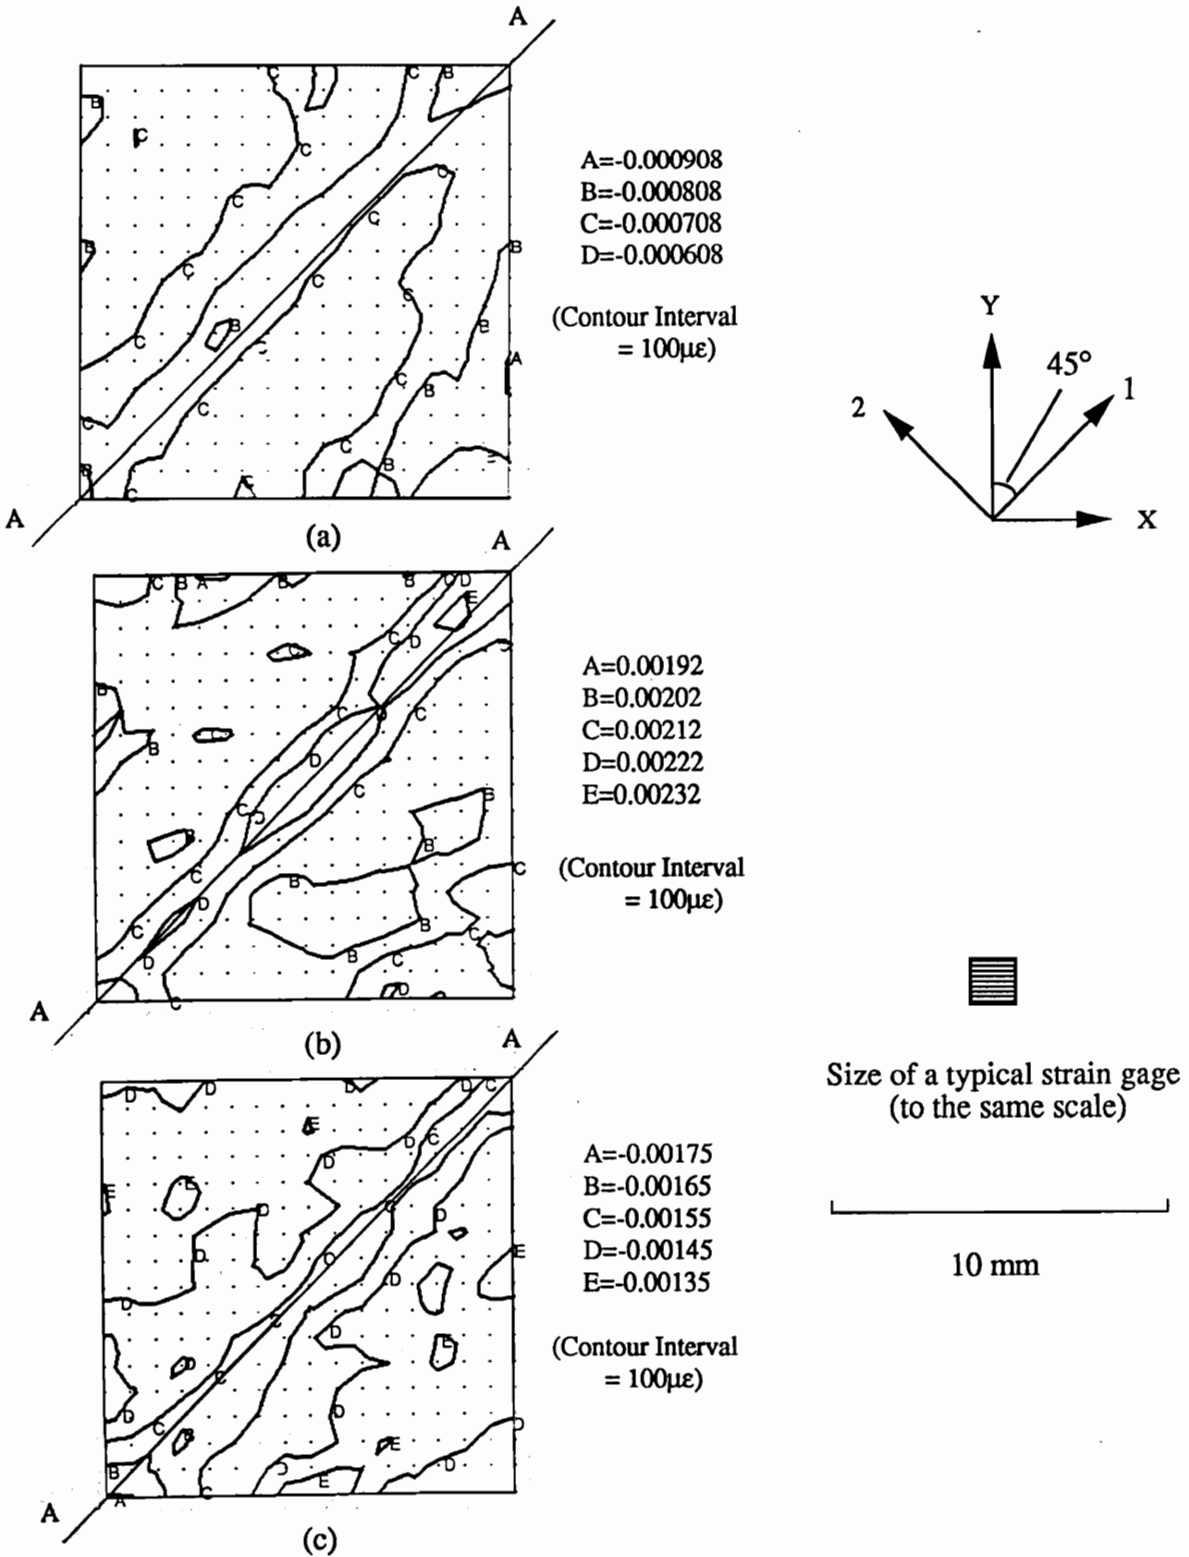 A
A=-0.000908
B=-0.000808
C=-0.000708
D=-0.000608
(Contour Interval
= 100µε)
A
(a)
Y
45°
1
2
X
A
A=0.00192
B=0.00202
C=0.00212
D=0.00222
E=0.00232
(Contour Interval
= 100µε)
A
(b)
Size of a typical strain gage
(to the same scale)
10 mm
A
A=-0.00175
B=-0.00165
C=-0.00155
D=-0.00145
E=-0.00135
(Contour Interval
= 100µε)
A
(c)